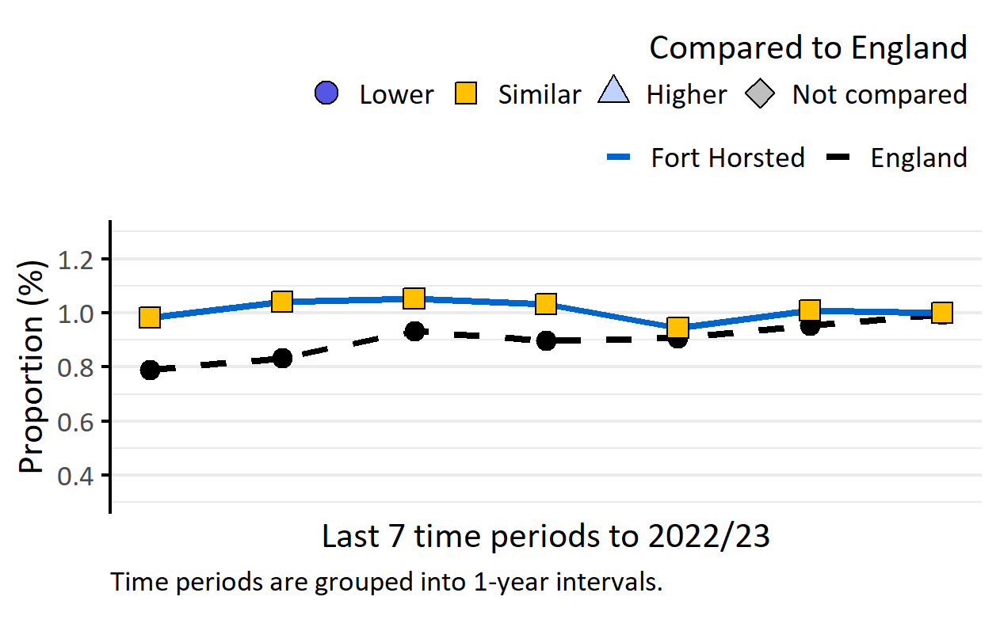 Compared to England
Lower Similar Higher Not compared
Fort Horsted England
Proportion (%)
1.2
1.0
0.8
0.6
0.4
Last 7 time periods to 2022/23
Time periods are grouped into 1-year intervals.